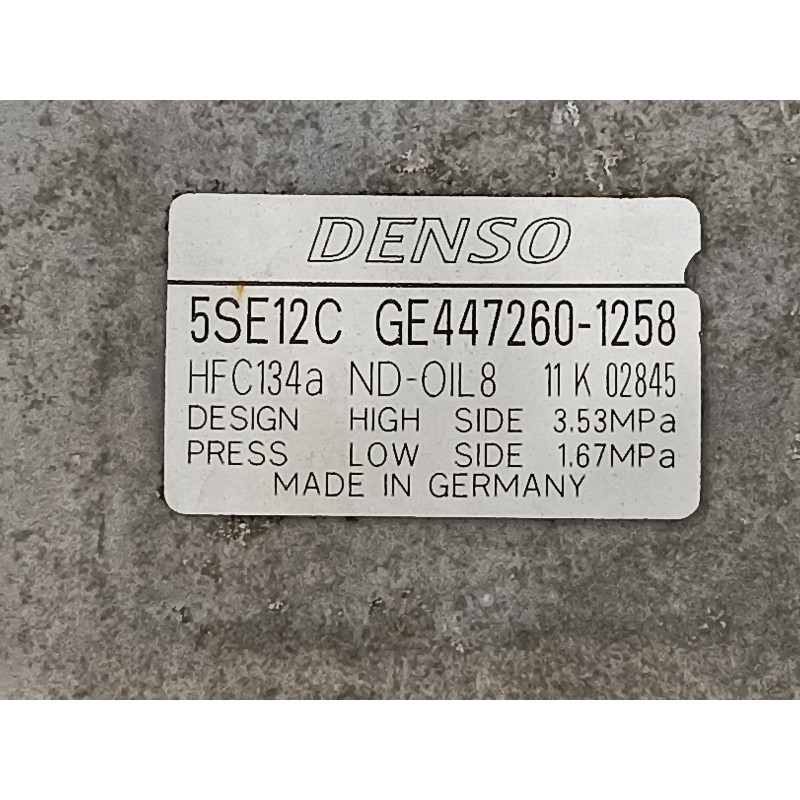 DENSO
5SE12C GE447260-1258
HFC134a ND-OIL8 11 K 02845
DESIGN HIGH SIDE 3.53MPa
PRESS LOW SIDE 1.67MPa
MADE IN GERMANY